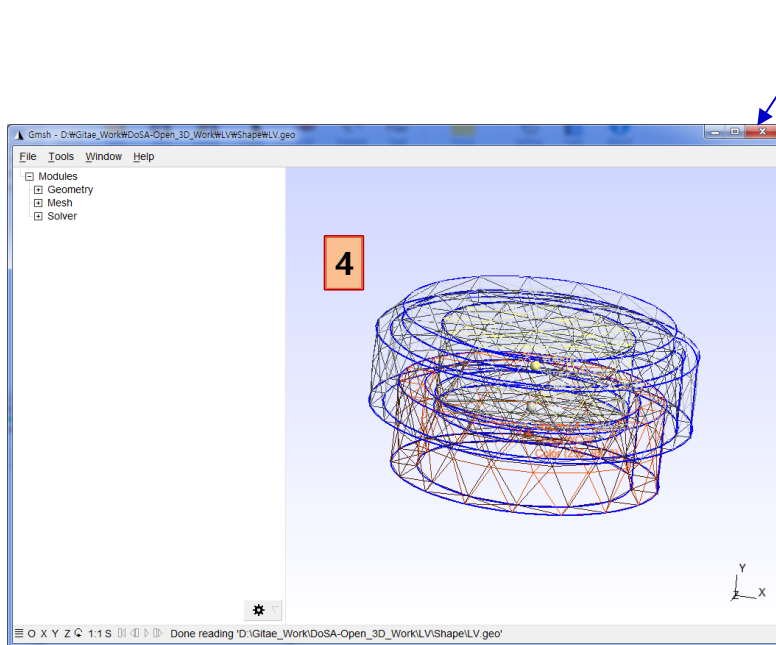 Gmsh - D:₩Gitae_Work₩DoSA-Open_3D_Work₩LV₩Shape₩LV.geo
File Tools Window Help
Modules
Geometry
Mesh
Solver
4
Y
Z X
O X Y Z 1:1 S Done reading 'D:\Gitae_Work\DoSA-Open_3D_Work\LV\Shape\LV.geo'